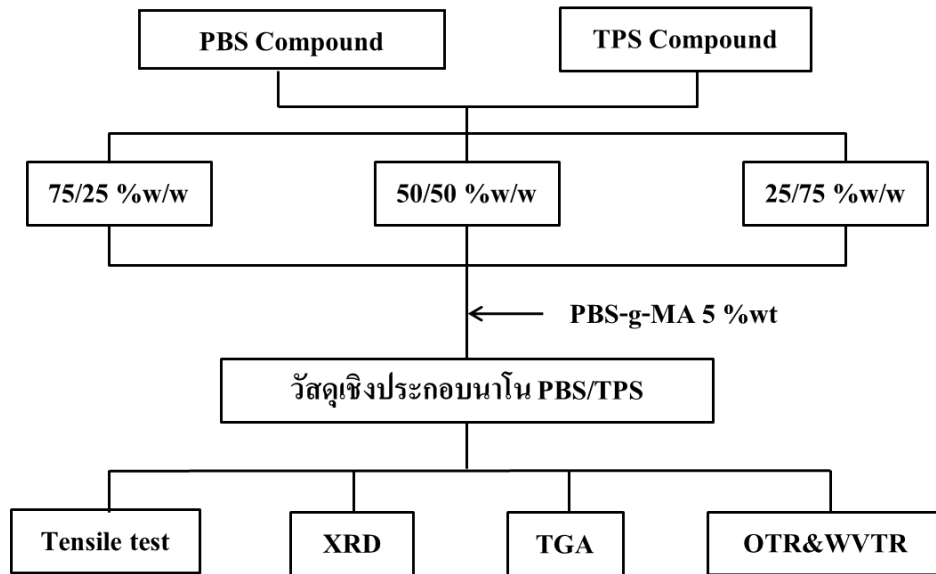 PBS Compound
TPS Compound
75/25 %w/w
50/50 %w/w
25/75 %w/w
PBS-g-MA 5 %wt
วัสดุเชิงประกอบนาโน PBS/TPS
Tensile test
XRD
TGA
OTR&WVTR